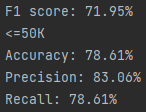 F1 score: 71.95%
<=50K
Accuracy: 78.61%
Precision: 83.06%
Recall: 78.61%